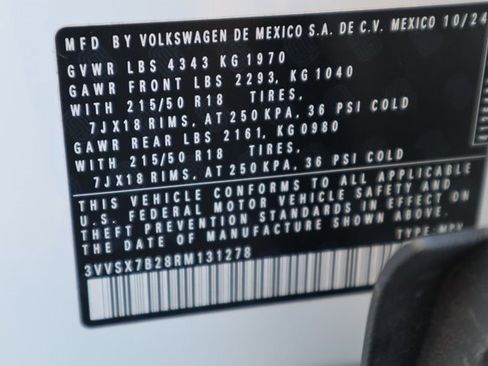 MFD BY VOLKSWAGEN DE MEXICO S.A. DE C.V. MEXICO 10/24
GVWR LBS 4343 KG 1970
GAWR FRONT LBS 2293, KG 1040
WITH 215/50 R18 TIRES,
7JX18 RIMS, AT 250 KPA, 36 PSI COLD
GAWR REAR LBS 2161, KG 0980
WITH 215/50 R18 TIRES,
7JX18 RIMS, AT 250 KPA, 36 PSI COLD
THIS VEHICLE CONFORMS TO ALL APPLICABLE
U.S. FEDERAL MOTOR VEHICLE SAFETY AND
THEFT PREVENTION STANDARDS IN EFFECT ON
THE DATE OF MANUFACTURE SHOWN ABOVE.
3VVSX7B28RM131278 TYPE: MPV